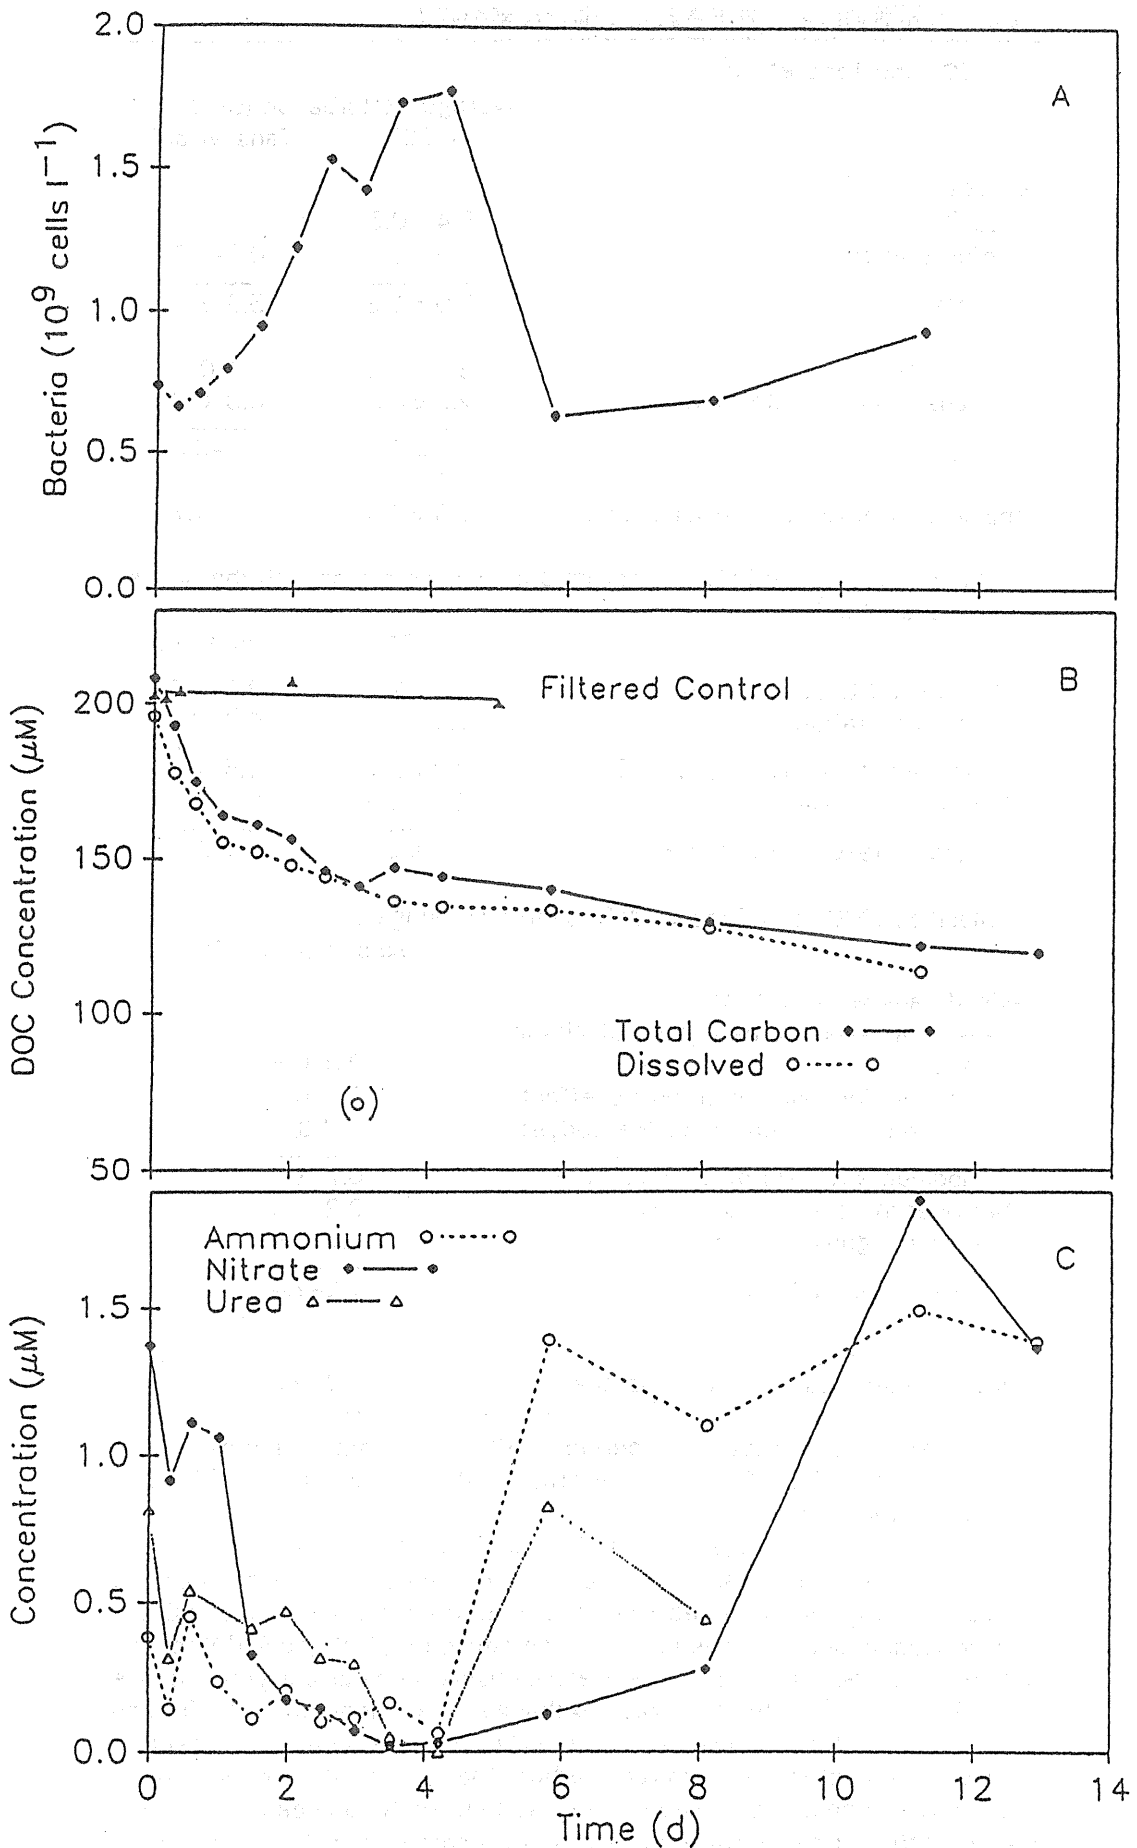 2.0
A
1.5
1.0
0.5
0.0
Bacteria (10⁹ cells l⁻¹)
B
Filtered Control
200
150
100
50
DOC Concentration (μM)
Total Carbon
Dissolved
(o)
Ammonium
Nitrate
Urea
C
1.5
1.0
0.5
0.0
Concentration (μM)
0 2 4 6 8 10 12 14
Time (d)